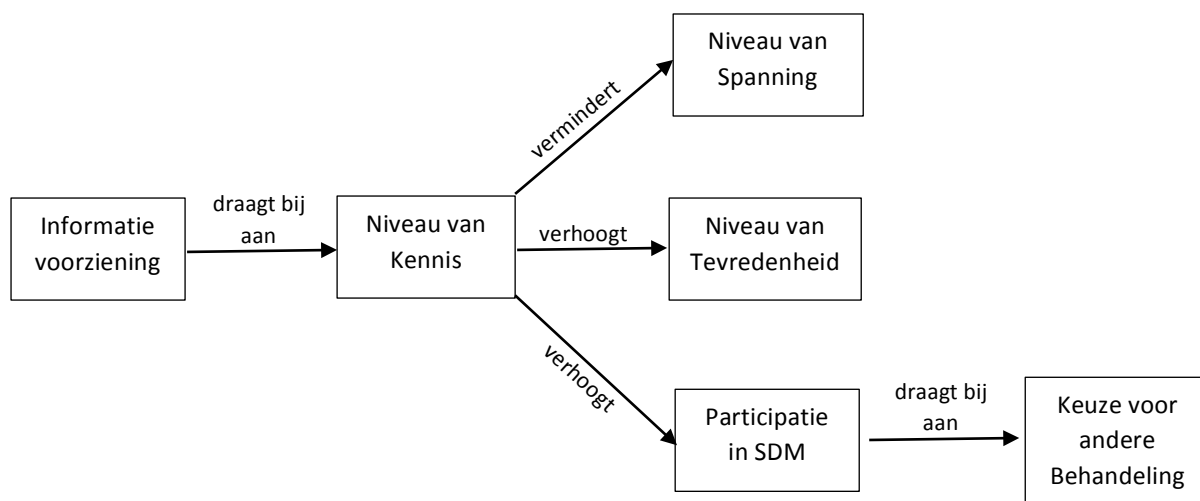 Niveau van
Spanning
vermindert
Informatie
voorziening
draagt bij
aan
Niveau van
Kennis
verhoogt
Niveau van
Tevredenheid
verhoogt
Participatie
in SDM
draagt bij
aan
Keuze voor
andere
Behandeling